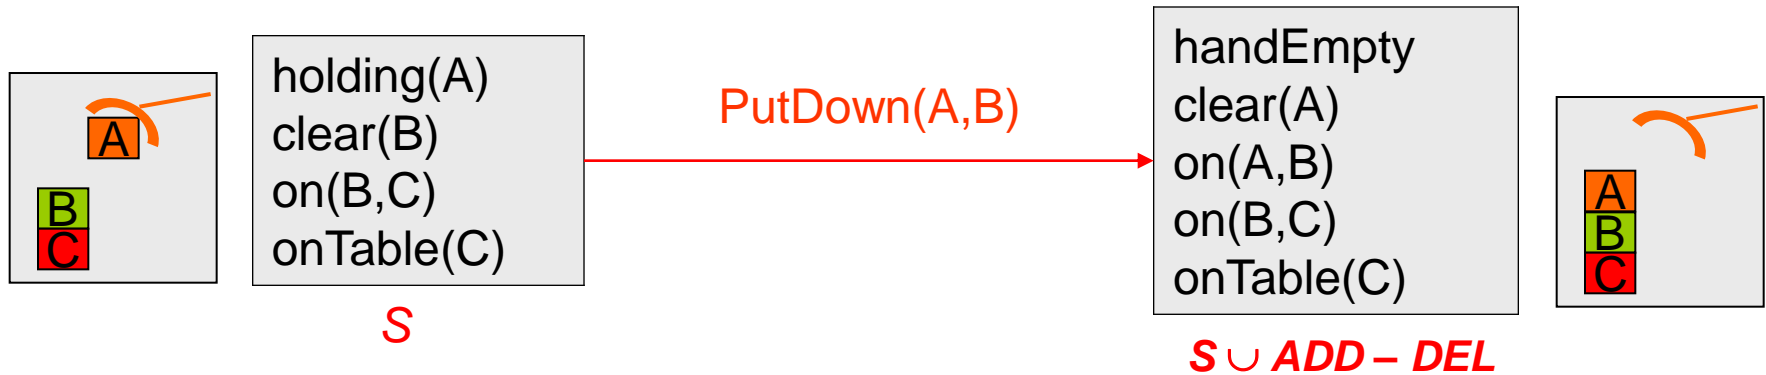 A
B
C
holding(A)
clear(B)
on(B,C)
onTable(C)
S
PutDown(A,B)
handEmpty
clear(A)
on(A,B)
on(B,C)
onTable(C)
S ∪ ADD – DEL
A
B
C